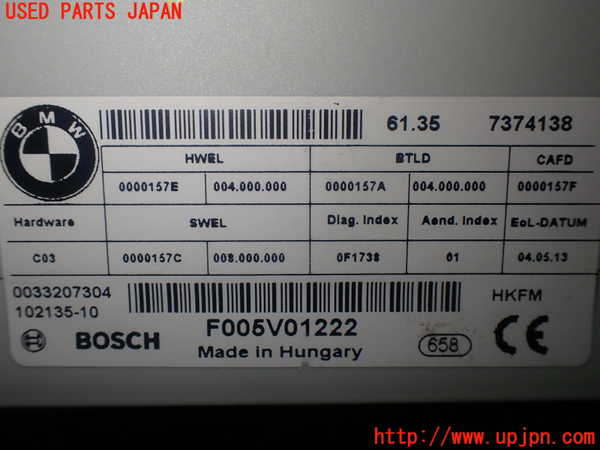 USED PARTS JAPAN
BMW
61.35 7374138
HWEL BTLD CAFD
0000157E 004.000.000 0000157A 004.000.000 0000157F
Hardware SWEL Diag. Index Aend. Index EoL-DATUM
C03 0000157C 008.000.000 0F1738 01 04.05.13
0033207304 HKFM
102135-10
BOSCH F005V01222 658 CE
Made in Hungary
http://www.upjpn.com/